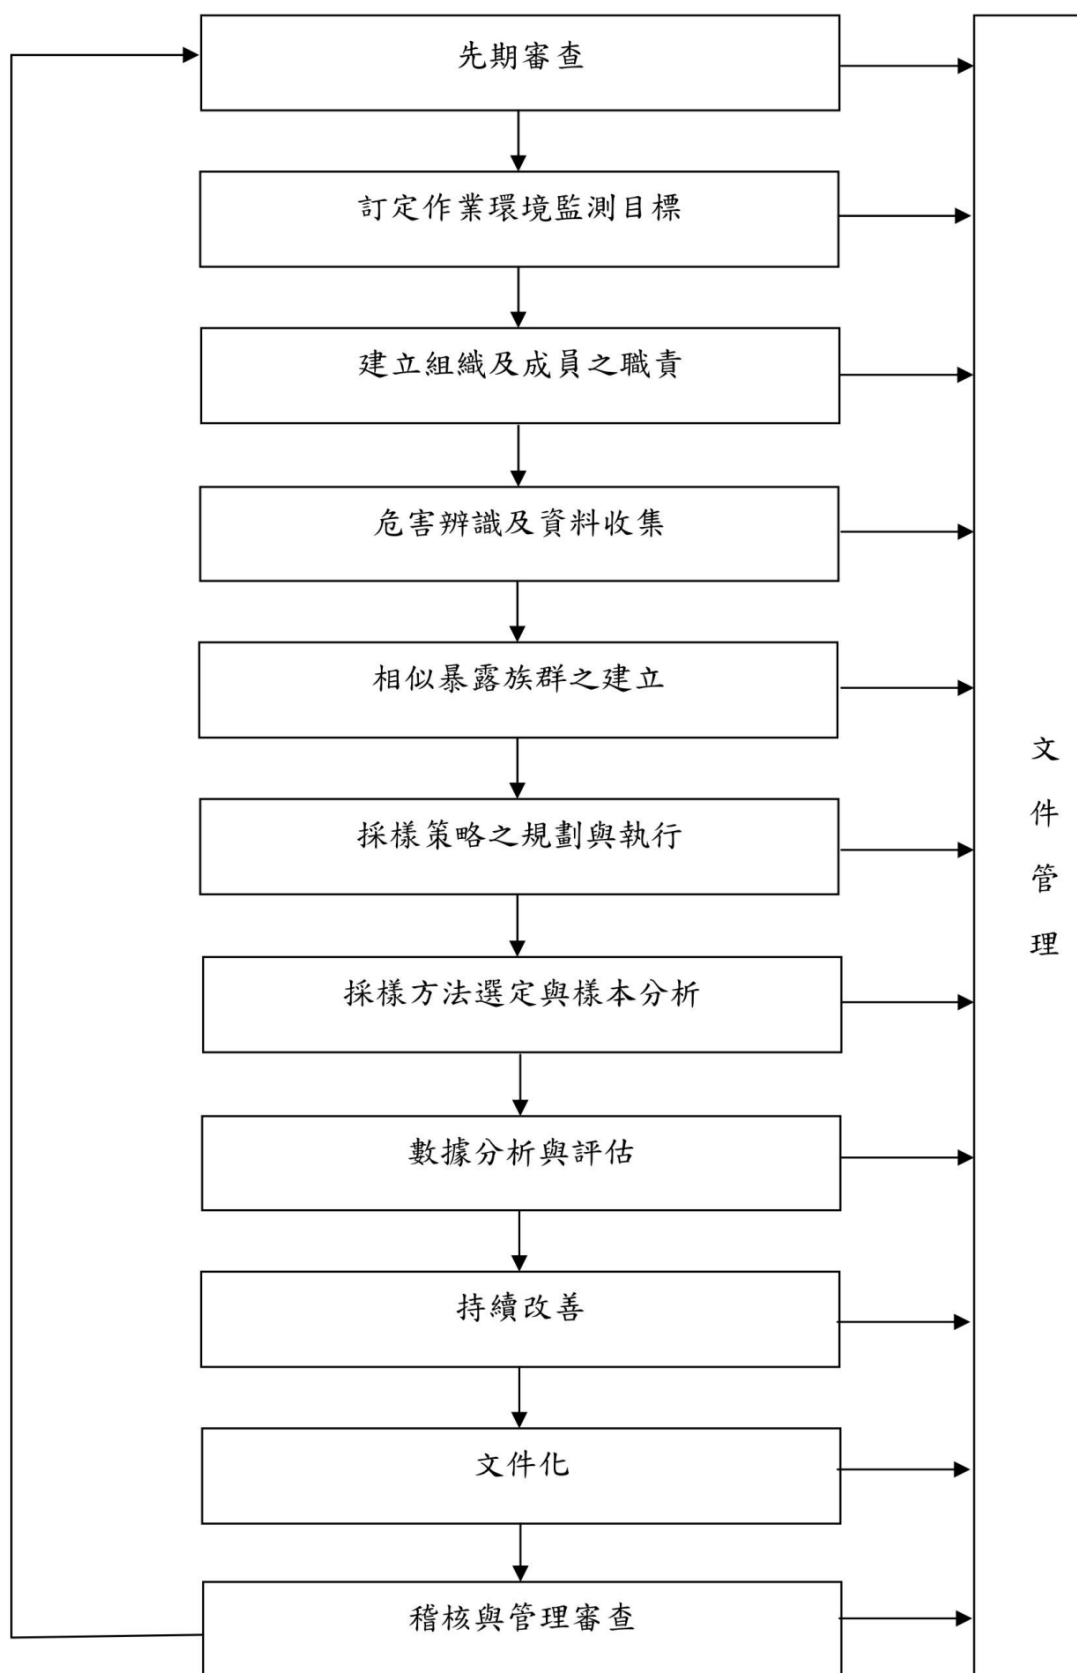 先期審查
訂定作業環境監測目標
建立組織及成員之職責
危害辨識及資料收集
相似暴露族群之建立
採樣策略之規劃與執行
採樣方法選定與樣本分析
數據分析與評估
持續改善
文件化
稽核與管理審查
文件管理